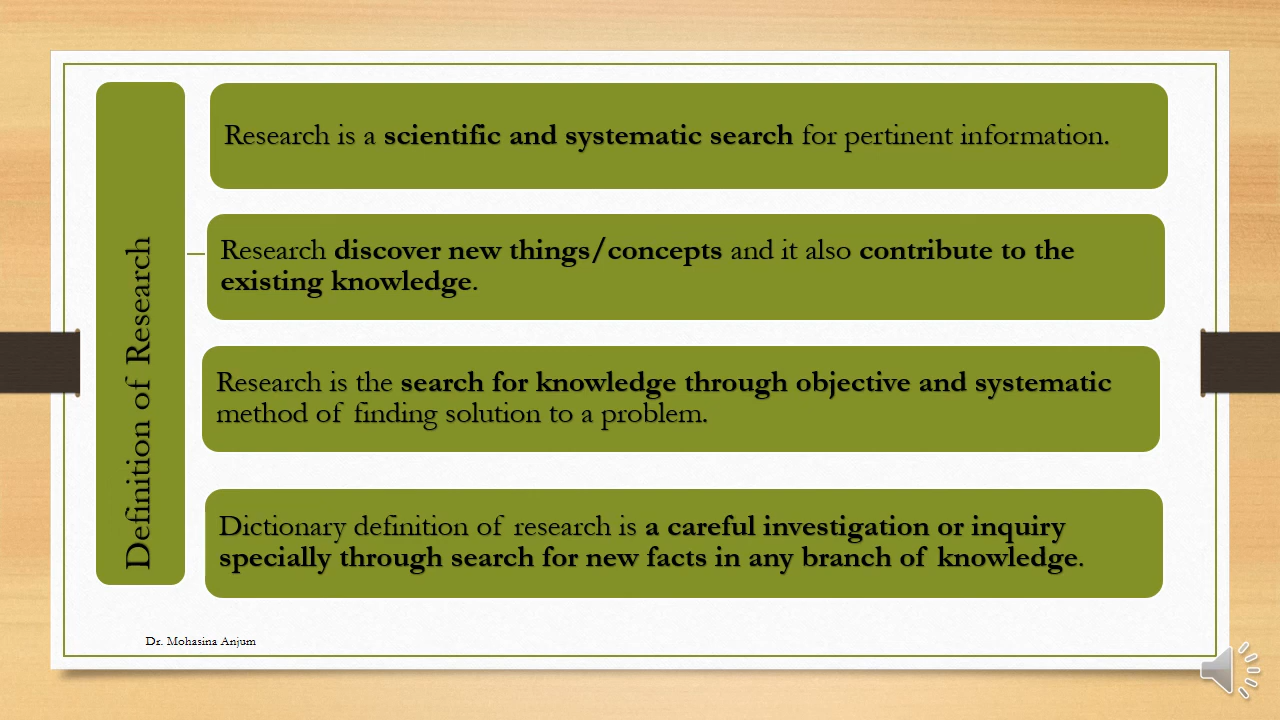 Definition of Research
Research is a scientific and systematic search for pertinent information.
Research discover new things/concepts and it also contribute to the
existing knowledge.
Research is the search for knowledge through objective and systematic
method of finding solution to a problem.
Dictionary definition of research is a careful investigation or inquiry
specially through search for new facts in any branch of knowledge.
Dr. Mohasina Anjum